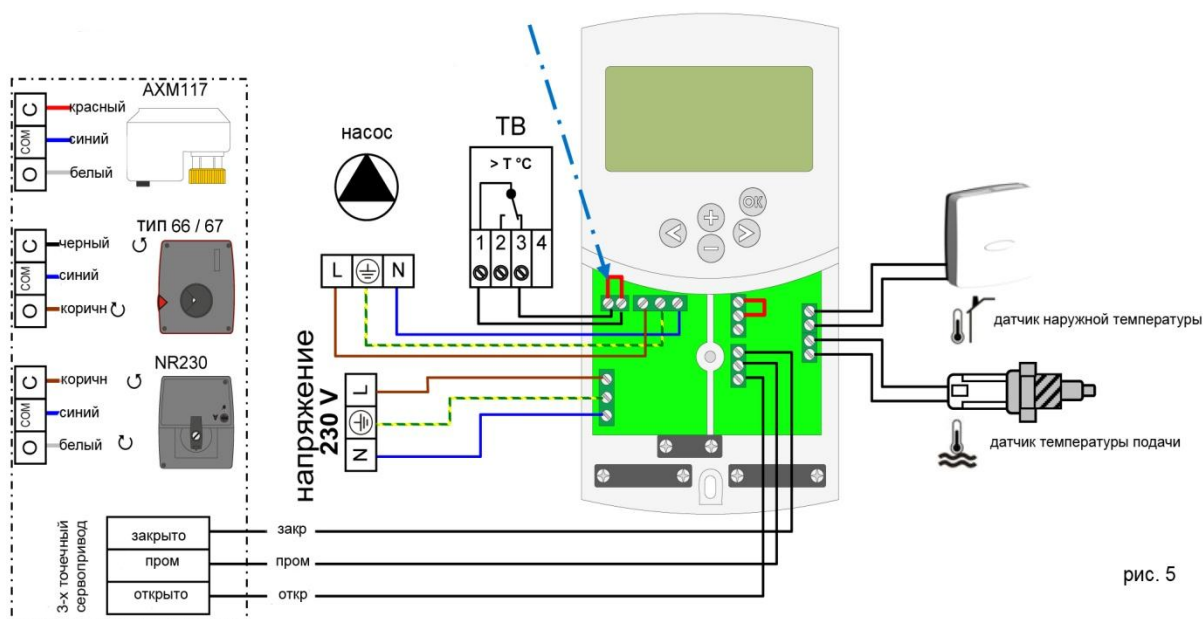 AXM117
C
красный
COM
синий
O
белый
тип 66 / 67
C
черный
COM
синий
O
коричн
NR230
C
коричн
COM
синий
O
белый
3-х точечный
сервопривод
закрыто
пром
открыто
закр
пром
откр
насос
L
N
ТВ
> T °C
1
2
3
4
напряжение
230 V
L
N
<
+
−
>
OK
датчик наружной температуры
датчик температуры подачи
рис. 5